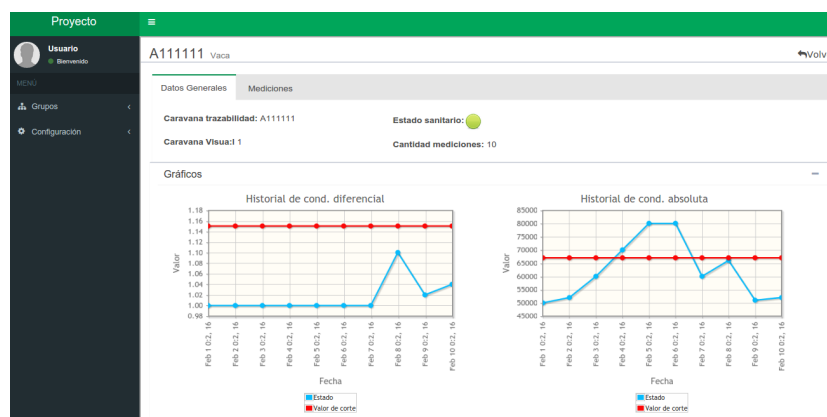 Proyecto
Usuario
Bienvenido
MENÚ
Grupos
Configuración
A111111 Vaca
Volv
Datos Generales
Mediciones
Caravana trazabilidad: A111111
Estado sanitario:
Caravana Visua:l 1
Cantidad mediciones: 10
Gráficos
Historial de cond. diferencial
1.18
1.16
1.14
1.12
1.10
1.08
1.06
1.04
1.02
1.00
0.98
Valor
Feb 1 0:2, 16
Feb 2 0:2, 16
Feb 3 0:2, 16
Feb 4 0:2, 16
Feb 5 0:2, 16
Feb 6 0:2, 16
Feb 7 0:2, 16
Feb 8 0:2, 16
Feb 9 0:2, 16
Feb 10 0:2, 16
Fecha
Estado
Valor de corte
Historial de cond. absoluta
85000
80000
75000
70000
65000
60000
55000
50000
45000
Valor
Feb 1 0:2, 16
Feb 2 0:2, 16
Feb 3 0:2, 16
Feb 4 0:2, 16
Feb 5 0:2, 16
Feb 6 0:2, 16
Feb 7 0:2, 16
Feb 8 0:2, 16
Feb 9 0:2, 16
Feb 10 0:2, 16
Fecha
Estado
Valor de corte